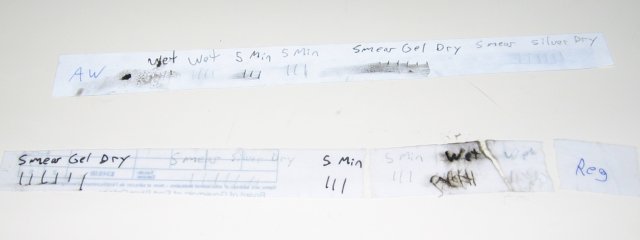 AW Wet Wet 5 Min 5 Min Smear Gel Dry Smear Silver Dry
Smear Gel Dry Smear Silver Dry 5 Min 5 Min Wet Wet
Reg